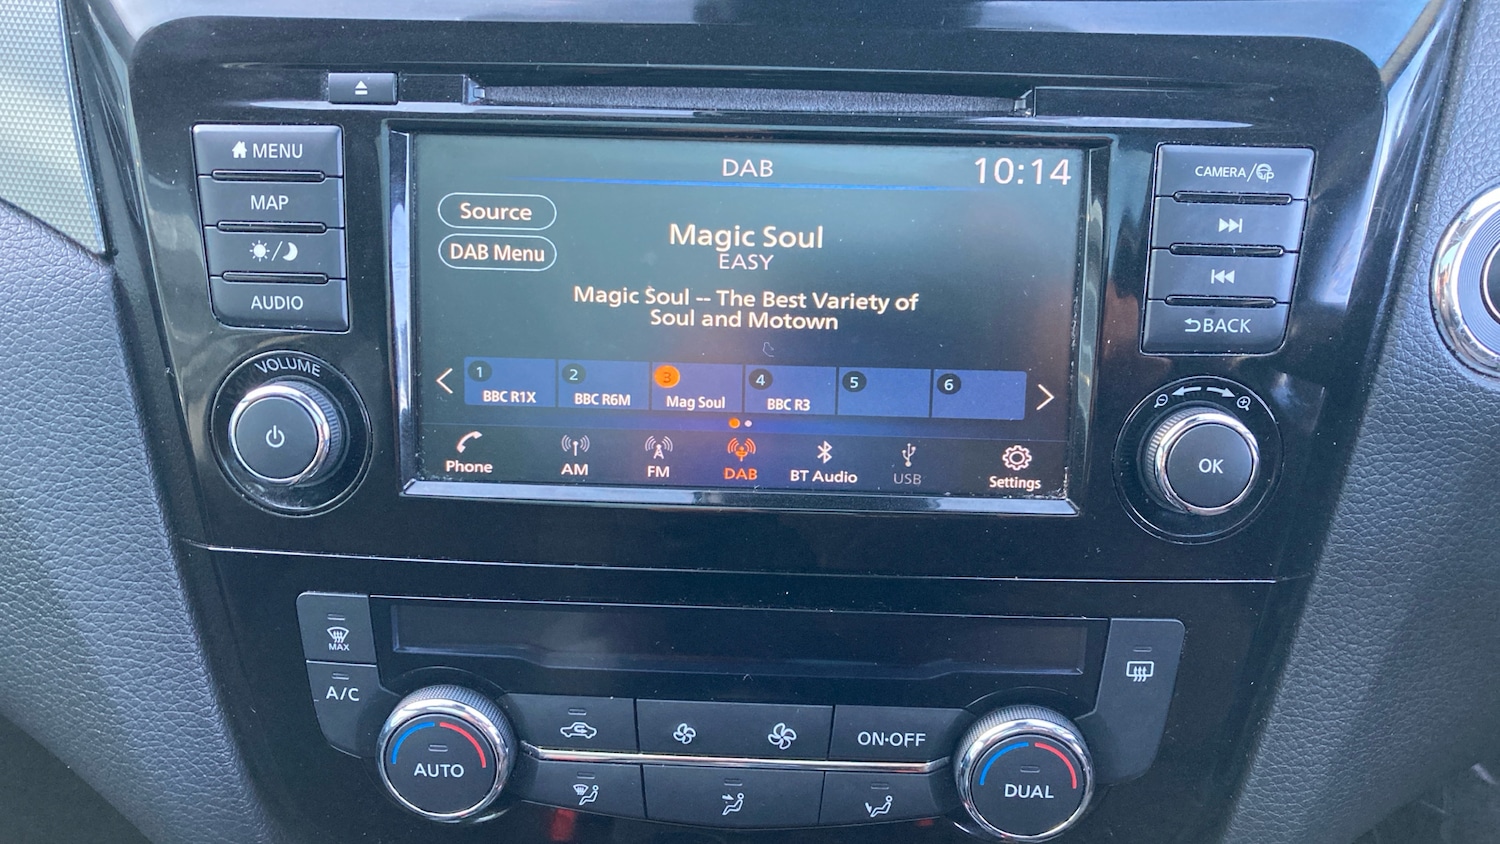 MENU
MAP
AUDIO
VOLUME
DAB
10:14
Source
DAB Menu
Magic Soul
EASY
Magic Soul -- The Best Variety of
Soul and Motown
1 BBC R1X
2 BBC R6M
3 Mag Soul
4 BBC R3
5
6
Phone
AM
FM
DAB
BT Audio
USB
Settings
CAMERA/
BACK
OK
MAX
A/C
AUTO
ON·OFF
DUAL